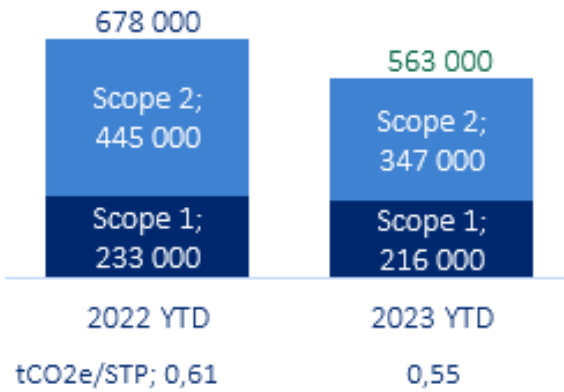 678 000
Scope 2;
445 000
Scope 1;
233 000
2022 YTD
563 000
Scope 2;
347 000
Scope 1;
216 000
2023 YTD
tCO2e/STP; 0,61
0,55